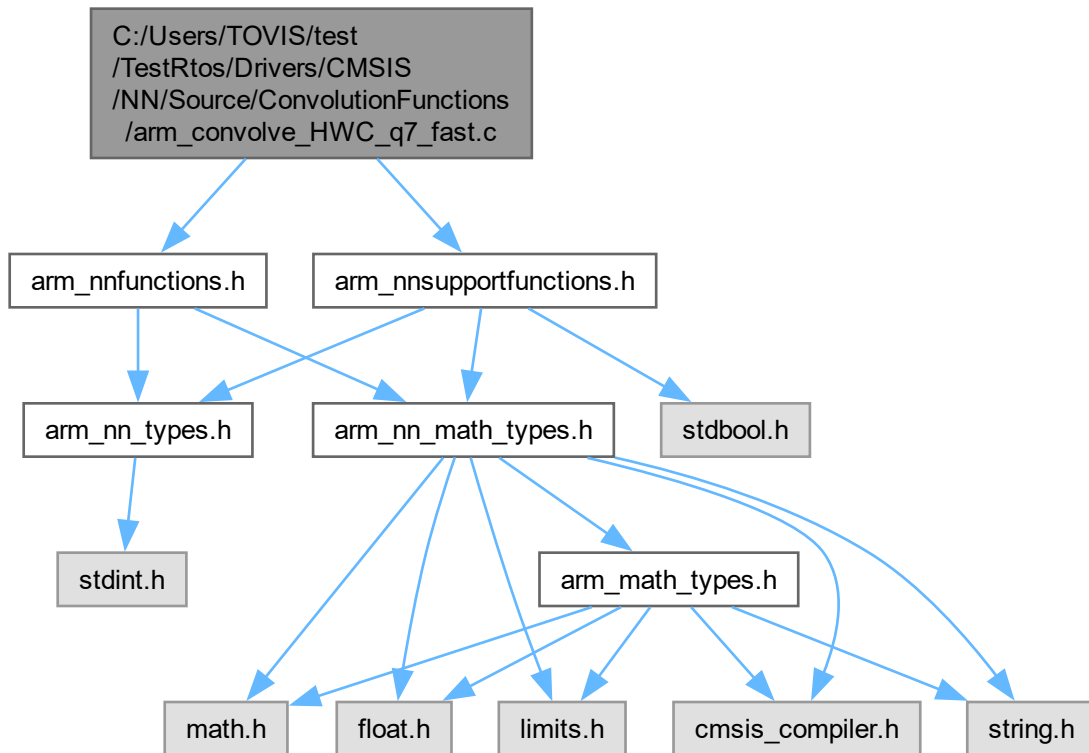 C:/Users/TOVIS/test
/TestRtos/Drivers/CMSIS
/NN/Source/ConvolutionFunctions
/arm_convolve_HWC_q7_fast.c
arm_nnfunctions.h
arm_nnsupportfunctions.h
arm_nn_types.h
arm_nn_math_types.h
stdbool.h
stdint.h
arm_math_types.h
math.h
float.h
limits.h
cmsis_compiler.h
string.h